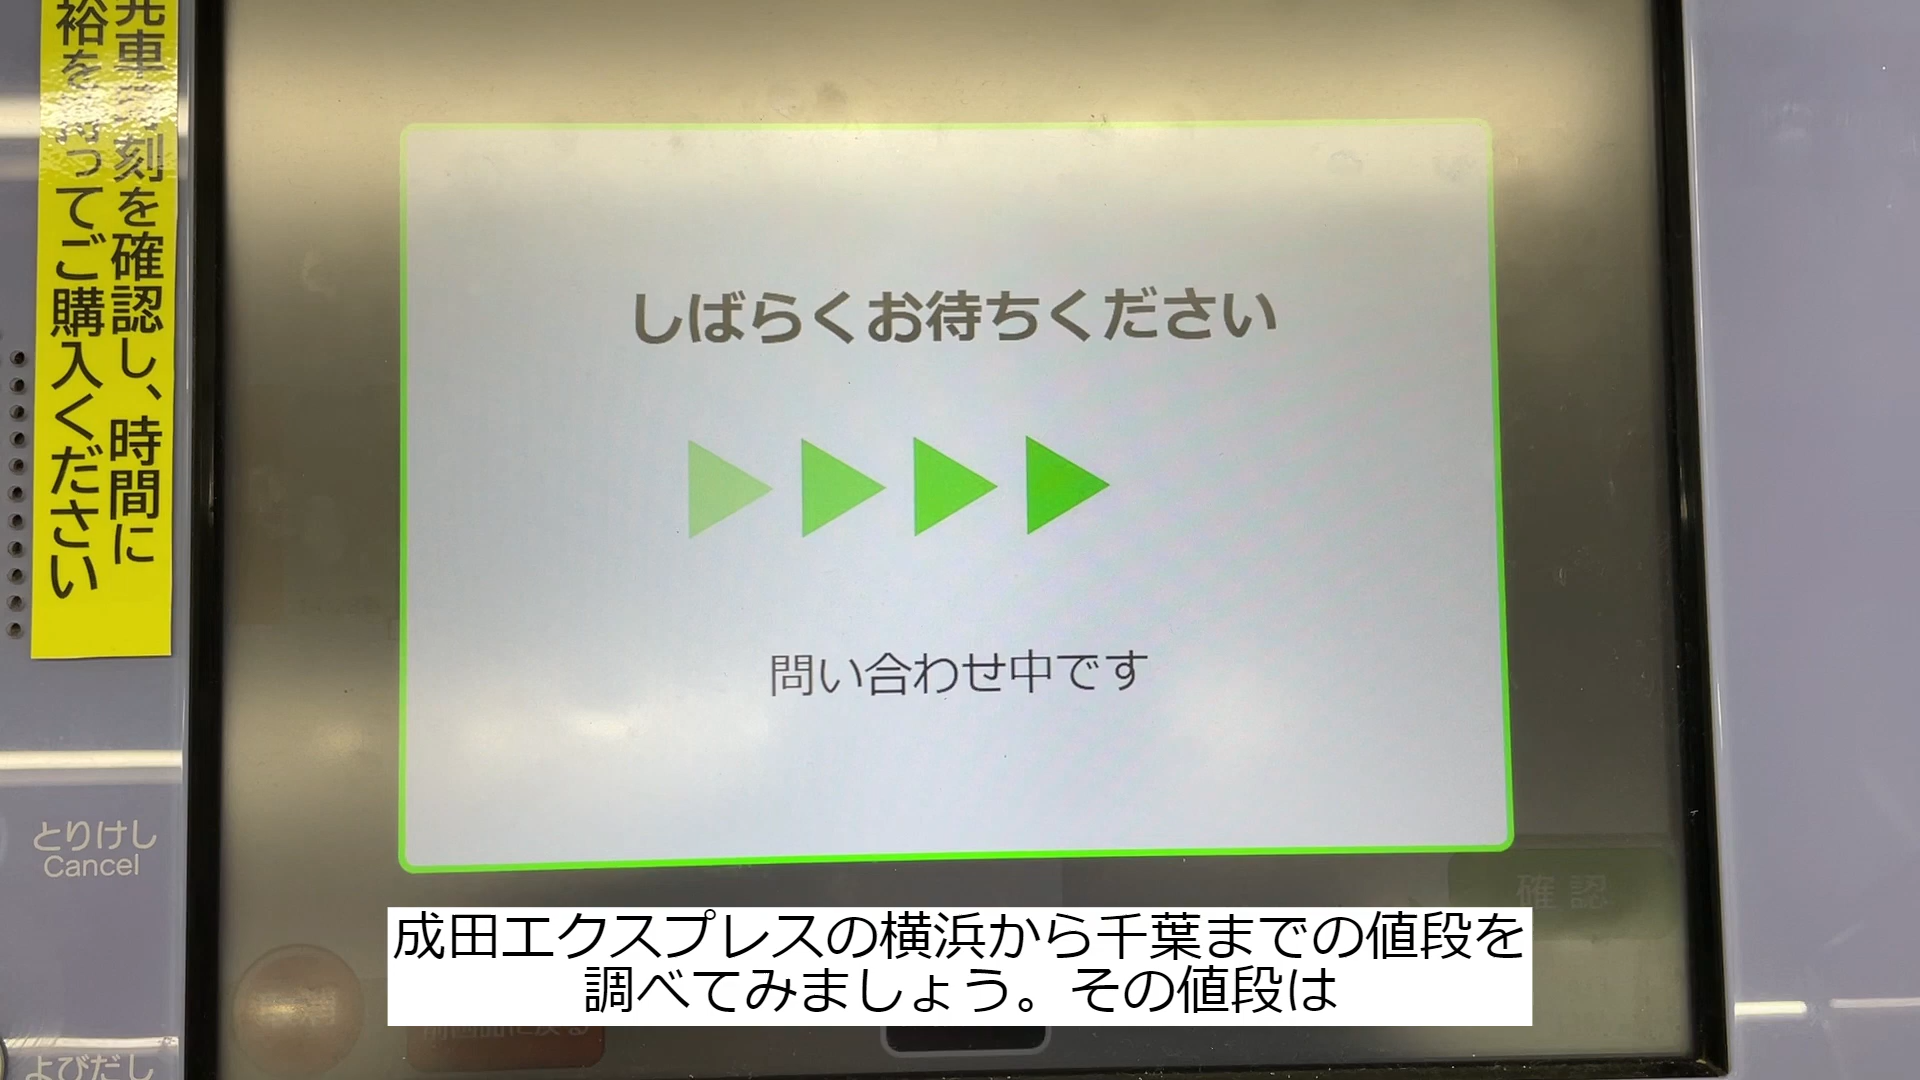 車時刻を確認し、時間に
裕を持ってご購入ください
しばらくお待ちください
問い合わせ中です
確認
とりけし
Cancel
成田エクスプレスの横浜から千葉までの値段を
調べてみましょう。その値段は
よびだし